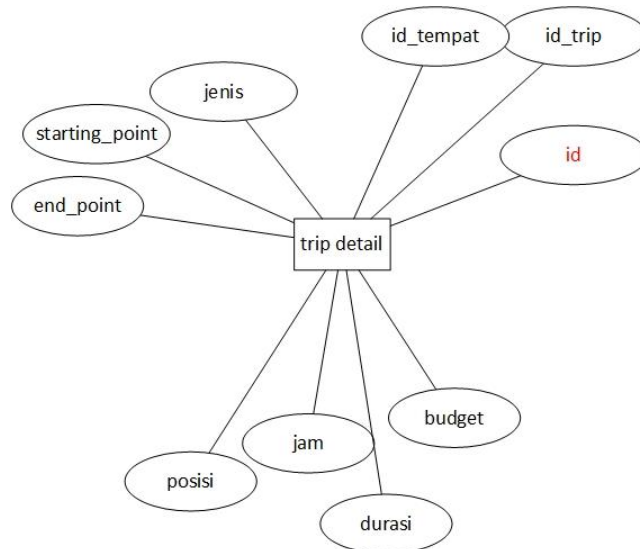 id_tempat
id_trip
jenis
starting_point
id
end_point
trip detail
budget
jam
posisi
durasi